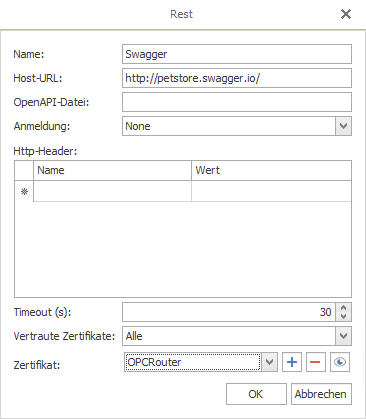 Rest
Name: Swagger
Host-URL: http://petstore.swagger.io/
OpenAPI-Datei:
Anmeldung: None
Http-Header:
Name Wert
Timeout (s): 30
Vertraute Zertifikate: Alle
Zertifikat: OPCRouter
OK Abbrechen